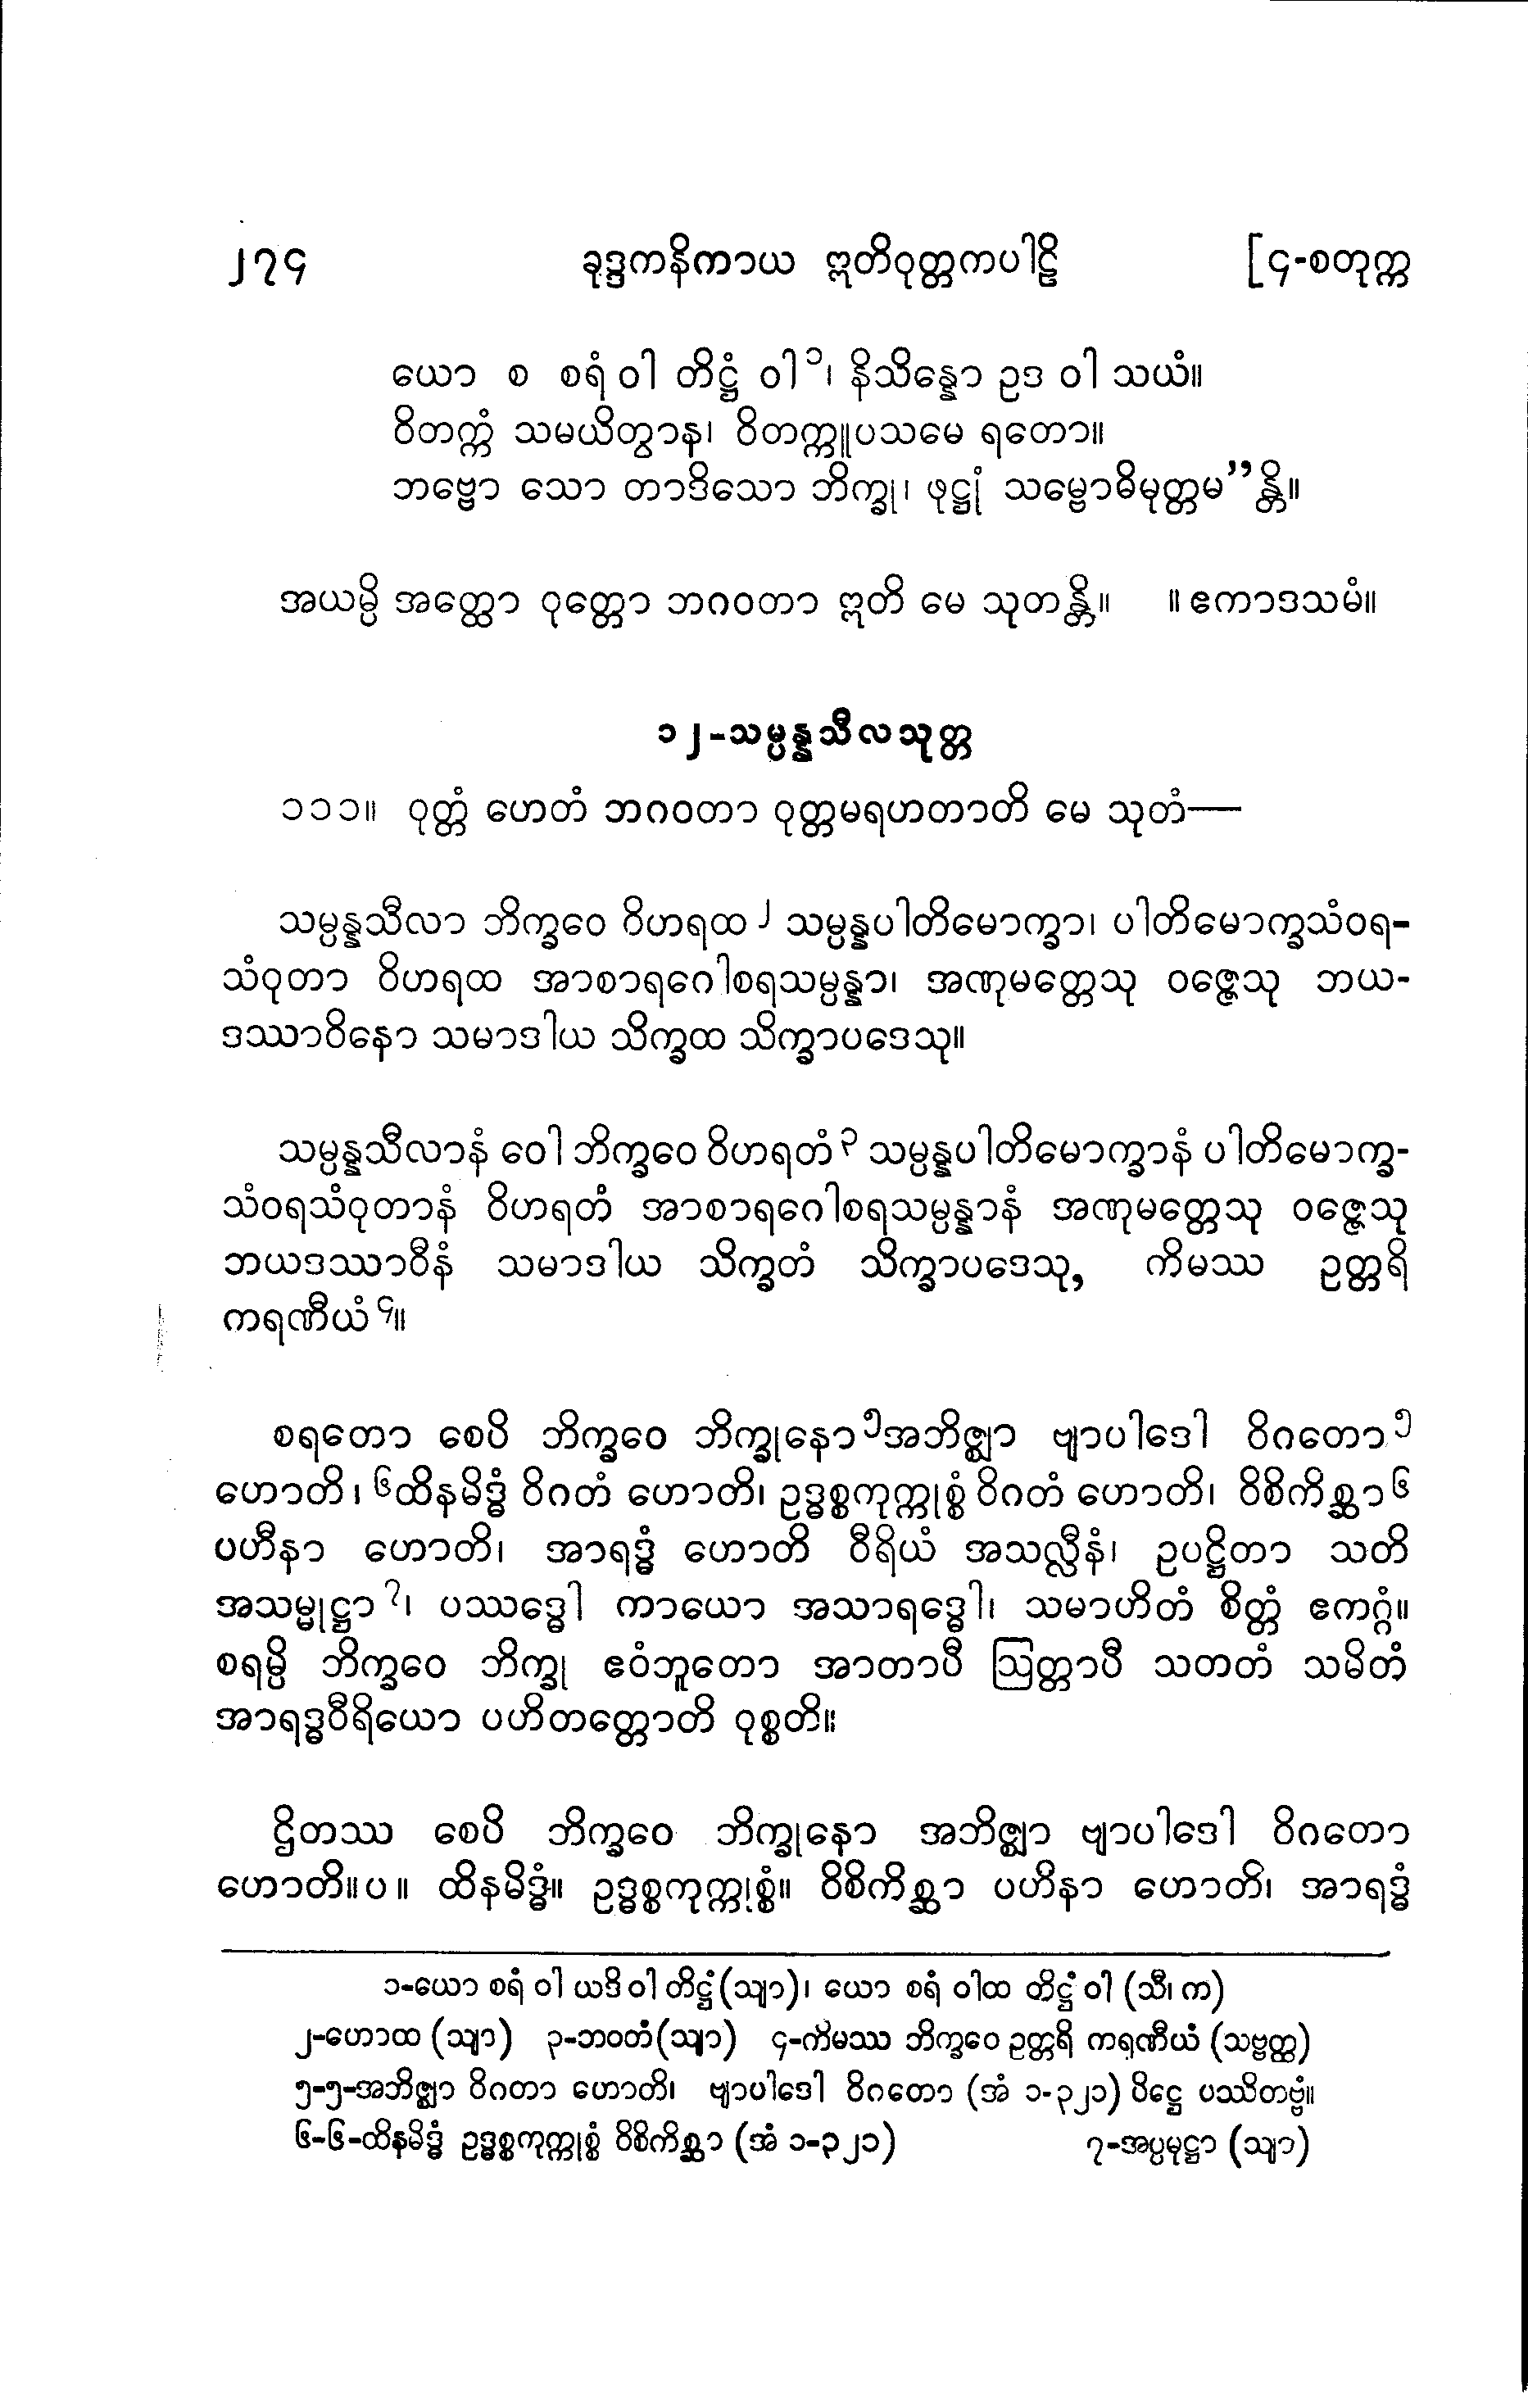 ၂၇၄ ခုဒ္ဒကနိကာယ ဣတိဝုတ္တကပါဠိ [၄-စတုက္က
ယော စ စရံ ဝါ တိဋ္ဌံ ဝါ၁၊ နိသိန္နော ဥဒ ဝါ သယံ။
ဝိတက္ကံ သမယိတွာန၊ ဝိတက္ကူပသမေ ရတော။
ဘဗ္ဗော သော တာဒိသော ဘိက္ခု၊ ဖုဋ္ဌုံ သမ္ဗောဓိမုတ္တမ”န္တိ။
အယမ္ပိ အတ္ထော ဝုတ္တော ဘဂဝတာ ဣတိ မေ သုတန္တိ။ ။ ဧကာဒသမံ။
၁၂-သမ္ပန္နသီလသုတ္တ
၁၁၁။ ဝုတ္တံ ဟေတံ ဘဂဝတာ ဝုတ္တမရဟတာတိ မေ သုတံ—
သမ္ပန္နသီလာ ဘိက္ခဝေ ဝိဟရထ၂ သမ္ပန္နပါတိမောက္ခာ၊ ပါတိမောက္ခသံဝရ-
သံဝုတာ ဝိဟရထ အာစာရဂေါစရသမ္ပန္နာ၊ အဏုမတ္တေသု ဝဇ္ဇေသု ဘယ-
ဒဿာဝိနော သမာဒါယ သိက္ခထ သိက္ခာပဒေသု။
သမ္ပန္နသီလာနံ ဝေါ ဘိက္ခဝေ ဝိဟရတံ၃ သမ္ပန္နပါတိမောက္ခာနံ ပါတိမောက္ခ-
သံဝရသံဝုတာနံ ဝိဟရတံ အာစာရဂေါစရသမ္ပန္နာနံ အဏုမတ္တေသု ဝဇ္ဇေသု
ဘယဒဿာဝီနံ သမာဒါယ သိက္ခတံ သိက္ခာပဒေသု, ကိမဿ ဥတ္တရိ
ကရဏီယံ၄။
စရတော စေပိ ဘိက္ခဝေ ဘိက္ခုနော၅အဘိဇ္ဈာ ဗျာပါဒေါ ဝိဂတော၅
ဟောတိ၊ ၆ထိနမိဒ္ဓံ ဝိဂတံ ဟောတိ၊ ဥဒ္ဓစ္စကုက္ကုစ္စံ ဝိဂတံ ဟောတိ၊ ဝိစိကိစ္ဆာ၆
ပဟီနာ ဟောတိ၊ အာရဒ္ဓံ ဟောတိ ဝီရိယံ အသလ္လီနံ၊ ဥပဋ္ဌိတာ သတိ
အသမ္မုဋ္ဌာ၇၊ ပဿဒ္ဓေါ ကာယော အသာရဒ္ဓေါ၊ သမာဟိတံ စိတ္တံ ဧကဂ္ဂံ။
စရမ္ပိ ဘိက္ခဝေ ဘိက္ခု ဧဝံဘူတော အာတာပီ ဩတ္တာပီ သတတံ သမိတံ
အာရဒ္ဓဝီရိယော ပဟိတတ္တောတိ ဝုစ္စတိ။
ဌိတဿ စေပိ ဘိက္ခဝေ ဘိက္ခုနော အဘိဇ္ဈာ ဗျာပါဒေါ ဝိဂတော
ဟောတိ။ပ။ ထိနမိဒ္ဓံ။ ဥဒ္ဓစ္စကုက္ကုစ္စံ။ ဝိစိကိစ္ဆာ ပဟီနာ ဟောတိ၊ အာရဒ္ဓံ
၁-ယော စရံ ဝါ ယဒိ ဝါ တိဋ္ဌံ(သျာ)၊ ယော စရံ ဝါထ တိဋ္ဌံ ဝါ (သီ၊ က)
၂-ဟောထ (သျာ) ၃-ဘဝတံ(သျာ) ၄-ကိမဿ ဘိက္ခဝေ ဥတ္တရိ ကရဏီယံ (သဗ္ဗတ္ထ)
၅-၅-အဘိဇ္ဈာ ဝိဂတာ ဟောတိ၊ ဗျာပါဒေါ ဝိဂတော (အံ ၁-၃၂၁) ပိဋ္ဌေ ပဿိတဗ္ဗံ။
၆-၆-ထိနမိဒ္ဓံ ဥဒ္ဓစ္စကုက္ကုစ္စံ ဝိစိကိစ္ဆာ (အံ ၁-၃၂၁) ၇-အပ္ပမုဋ္ဌာ (သျာ)